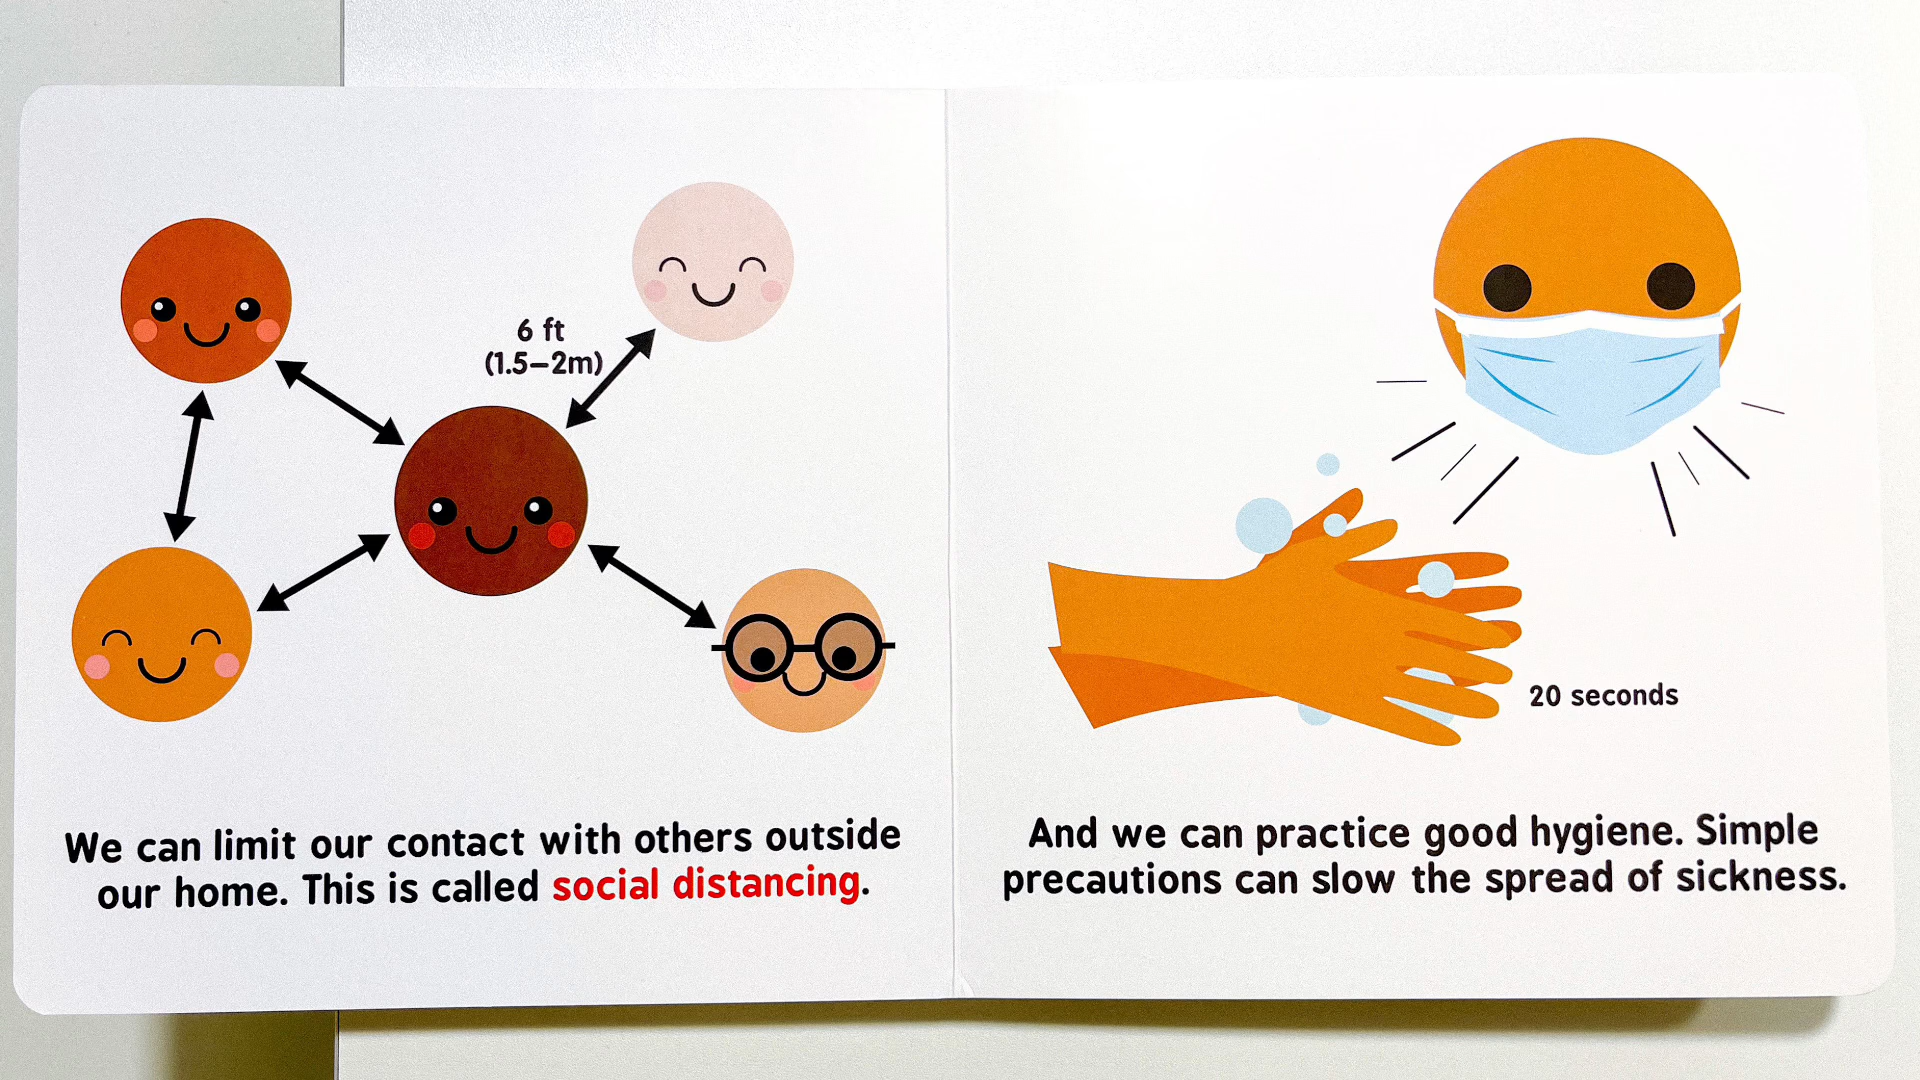 6 ft
(1.5–2m)
We can limit our contact with others outside
our home. This is called social distancing.
20 seconds
And we can practice good hygiene. Simple
precautions can slow the spread of sickness.